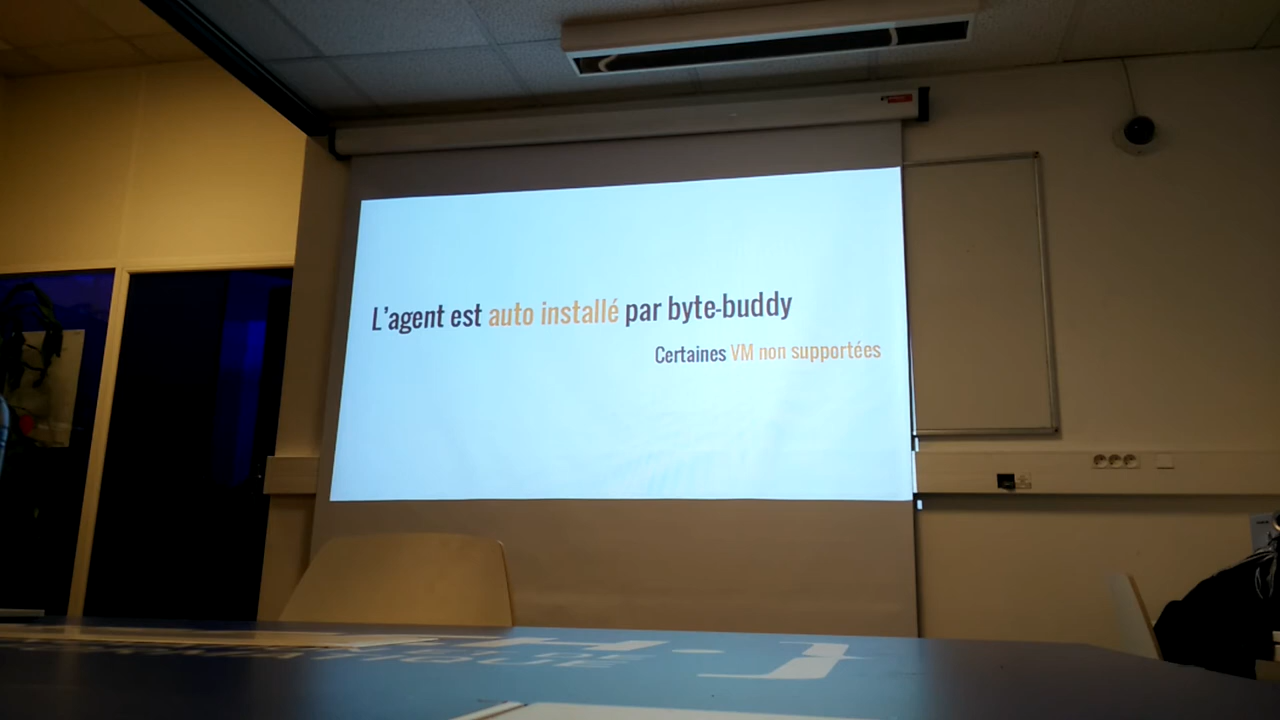 L'agent est auto installé par byte-buddy
Certaines VM non supportées